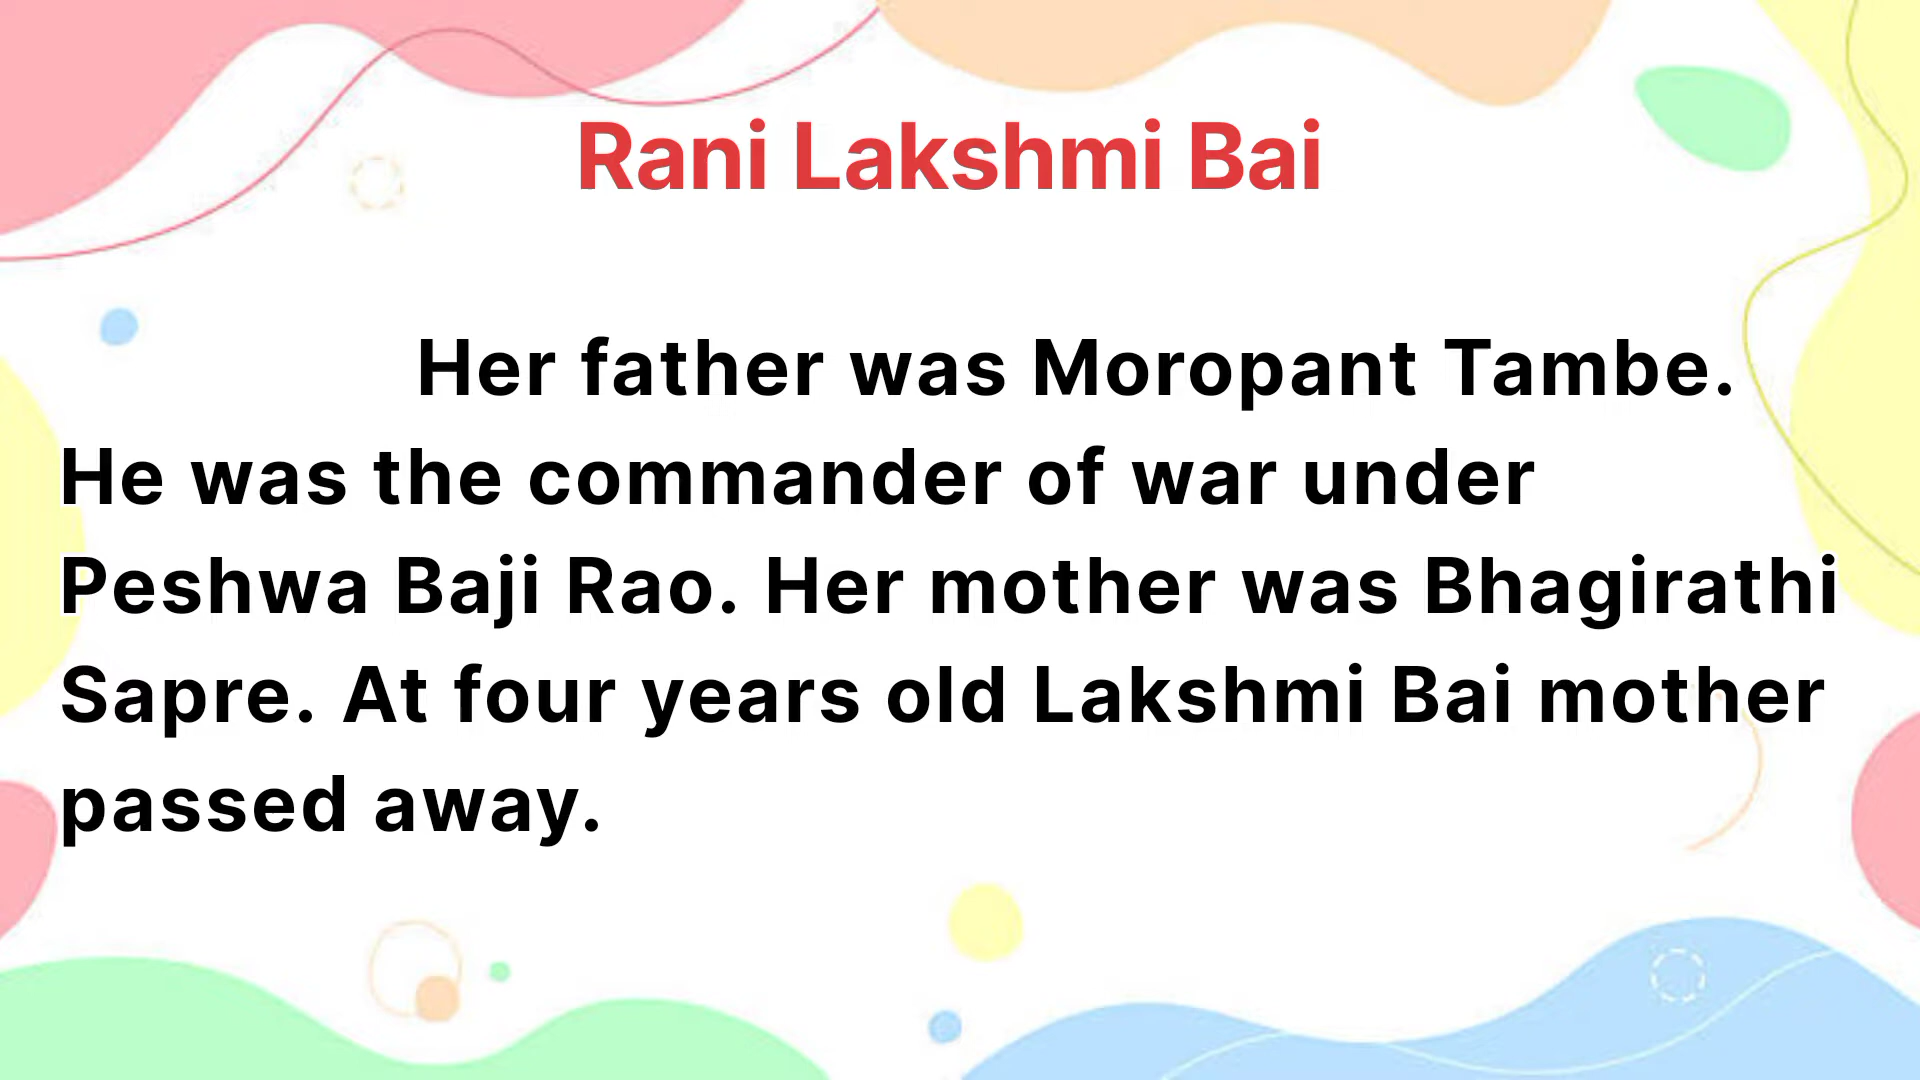 Rani Lakshmi Bai
Her father was Moropant Tambe.
He was the commander of war under
Peshwa Baji Rao. Her mother was Bhagirathi
Sapre. At four years old Lakshmi Bai mother
passed away.